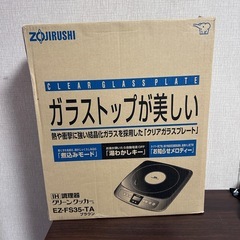 ZOJIRUSHI
CLEAR GLASS PLATE
ガラストップが美しい
熱や衝撃に強い結晶化ガラスを採用した「クリアガラスプレート」
「煮込みモード」
「湯わかしキー」
「お知らせメロディー」
IH調理器
グリーンクッカー
EZ-FS35-TA
ブラウン